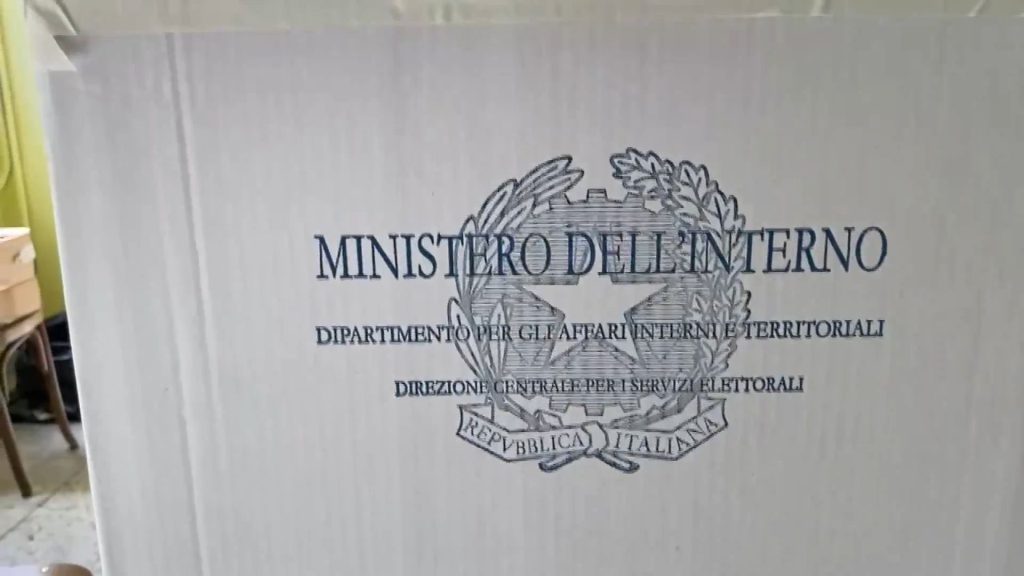 MINISTERO DELL'INTERNO
DIPARTIMENTO PER GLI AFFARI INTERNI E TERRITORIALI
DIREZIONE CENTRALE PER I SERVIZI ELETTORALI
REPVBBLICA ITALIANA